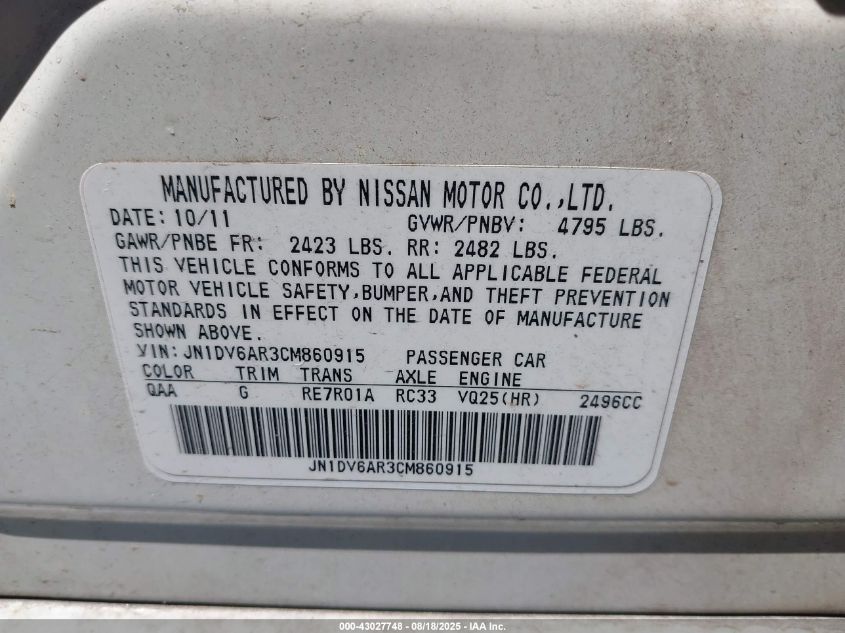 MANUFACTURED BY NISSAN MOTOR CO.,LTD.
DATE: 10/11 GVWR/PNBV: 4795 LBS.
GAWR/PNBE FR: 2423 LBS. RR: 2482 LBS.
THIS VEHICLE CONFORMS TO ALL APPLICABLE FEDERAL
MOTOR VEHICLE SAFETY,BUMPER,AND THEFT PREVENTION
STANDARDS IN EFFECT ON THE DATE OF MANUFACTURE
SHOWN ABOVE.
VIN: JN1DV6AR3CM860915 PASSENGER CAR
COLOR TRIM TRANS AXLE ENGINE
QAA G RE7R01A RC33 VQ25(HR) 2496CC
JN1DV6AR3CM860915
000-43027748 - 08/18/2025 - IAA Inc.